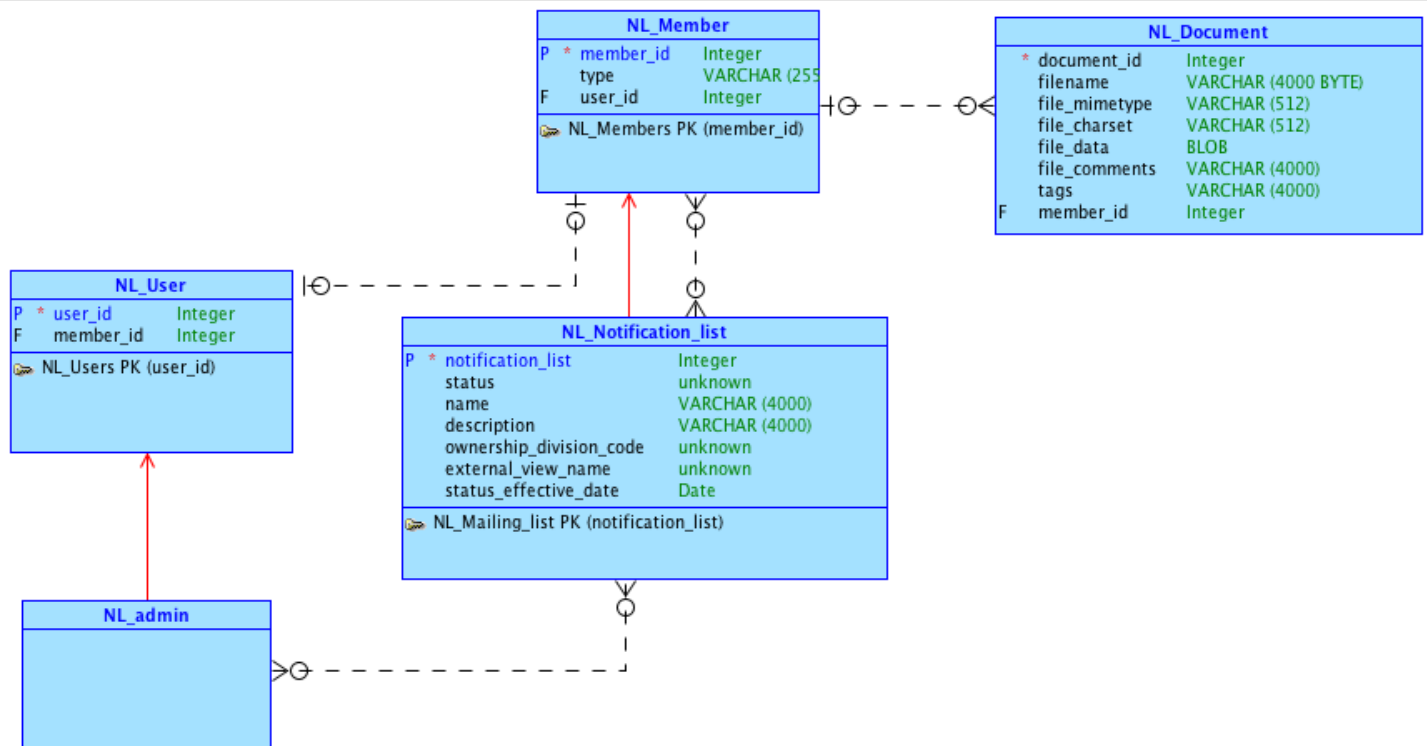 NL_Member
P * member_id Integer
type VARCHAR (255
F user_id Integer
NL_Members PK (member_id)
NL_Document
* document_id Integer
filename VARCHAR (4000 BYTE)
file_mimetype VARCHAR (512)
file_charset VARCHAR (512)
file_data BLOB
file_comments VARCHAR (4000)
tags VARCHAR (4000)
F member_id Integer
NL_User
P * user_id Integer
F member_id Integer
NL_Users PK (user_id)
NL_Notification_list
P * notification_list Integer
status unknown
name VARCHAR (4000)
description VARCHAR (4000)
ownership_division_code unknown
external_view_name unknown
status_effective_date Date
NL_Mailing_list PK (notification_list)
NL_admin